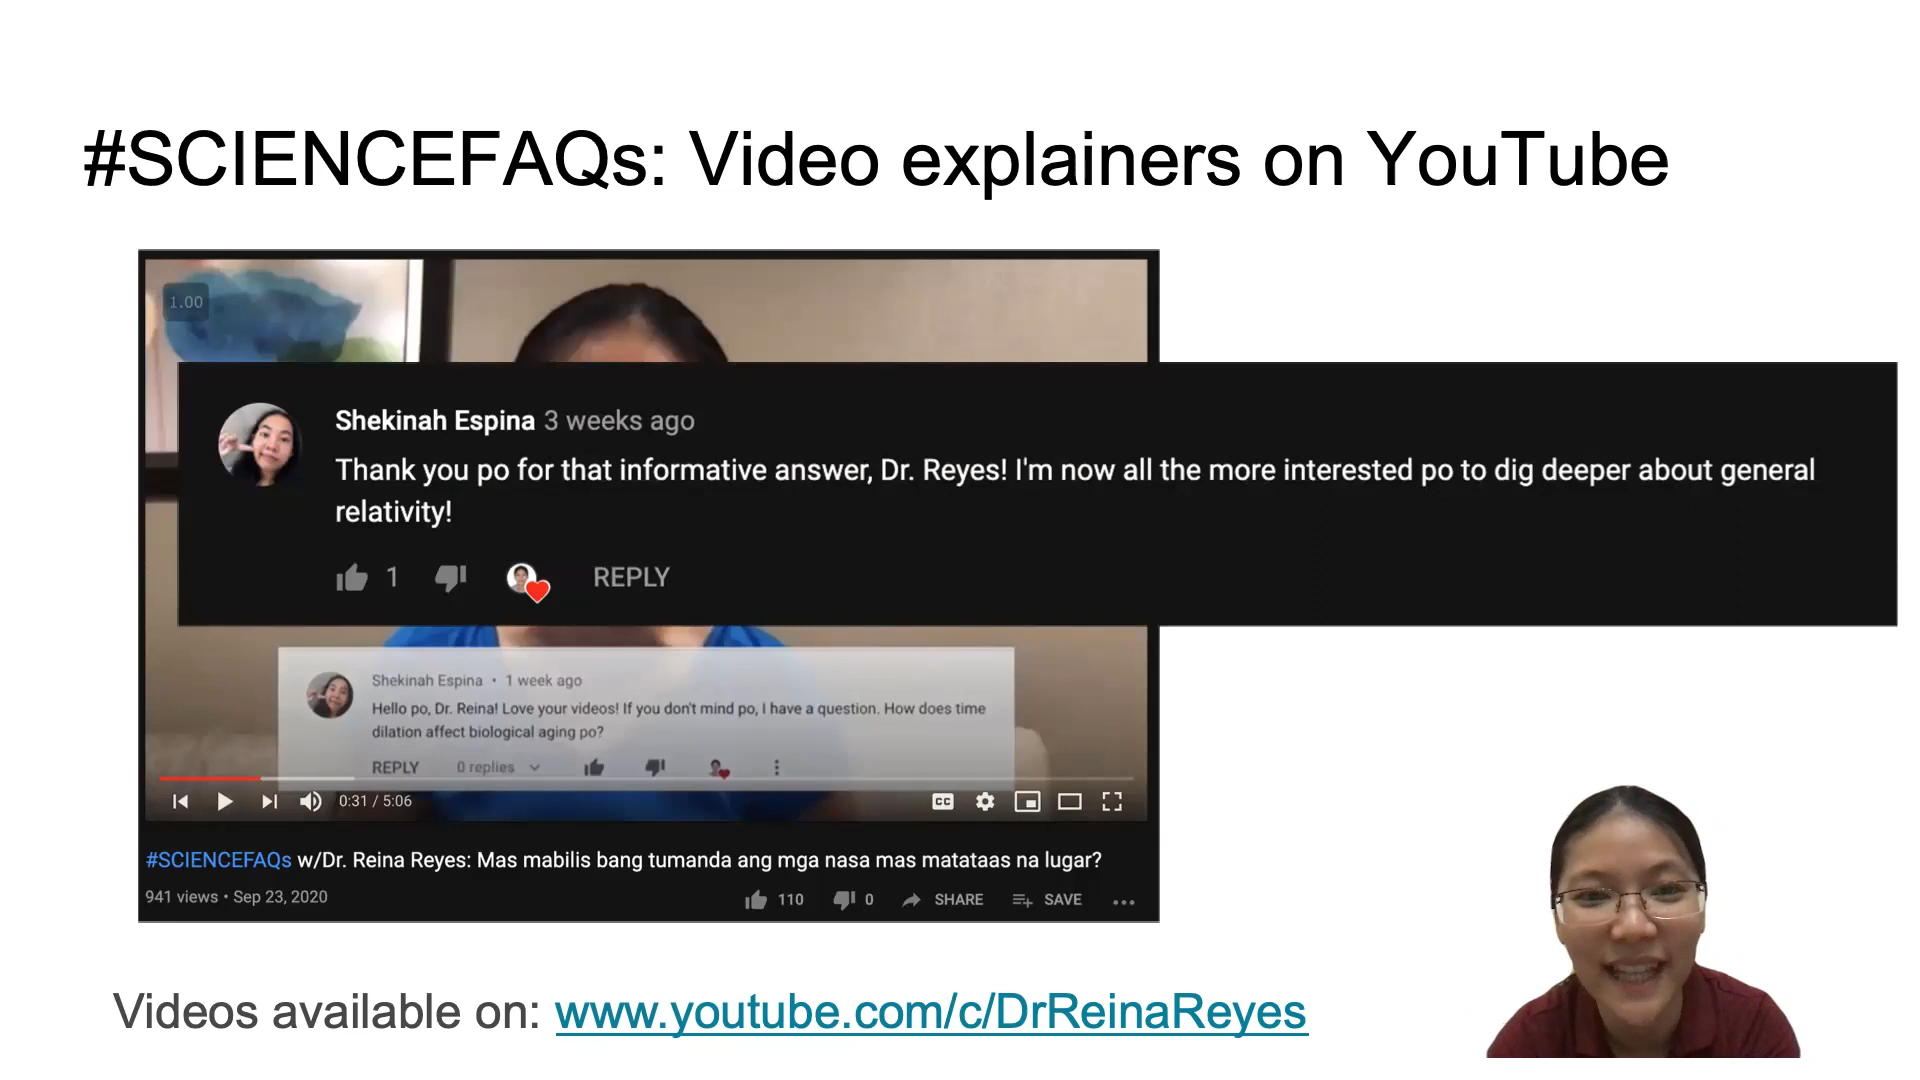 #SCIENCEFAQs: Video explainers on YouTube
1.00
Shekinah Espina 3 weeks ago
Thank you po for that informative answer, Dr. Reyes! I'm now all the more interested po to dig deeper about general
relativity!
1 REPLY
Shekinah Espina • 1 week ago
Hello po, Dr. Reina! Love your videos! If you don't mind po, I have a question. How does time
dilation affect biological aging po?
REPLY 0 replies
0:31 / 5:06 CC
#SCIENCEFAQs w/Dr. Reina Reyes: Mas mabilis bang tumanda ang mga nasa mas matataas na lugar?
941 views • Sep 23, 2020 110 0 SHARE SAVE
Videos available on: www.youtube.com/c/DrReinaReyes